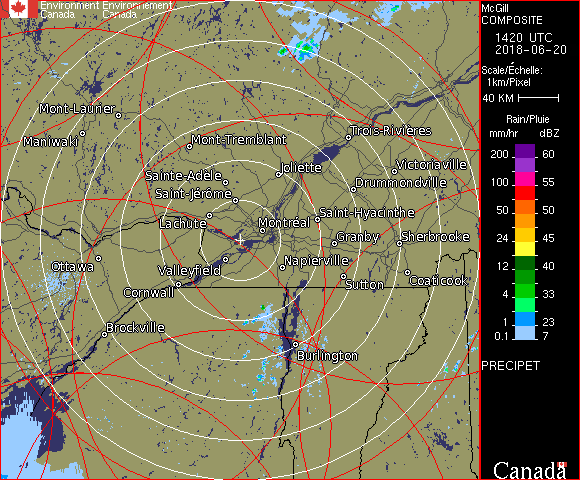 Environment Environnement
Canada Canada
McGill
COMPOSITE
1420 UTC
2018-06-20
Scale/Échelle:
1km/Pixel
40 KM
Rain/Pluie
mm/hr dBZ
200 60
150 55
100 55
50 50
24 45
12 40
4 33
1 23
0.1 7
PRECIPET
Canada
Mont-Laurier
Maniwaki
Mont-Tremblant
Trois-Rivières
Joliette
Victoriaville
Sainte-Adèle
Drummondville
Saint-Jérôme
Lachute
Saint-Hyacinthe
Montréal
Granby
Sherbrooke
Ottawa
Valleyfield
Napierville
Sutton
Coaticook
Cornwall
Brockville
Burlington